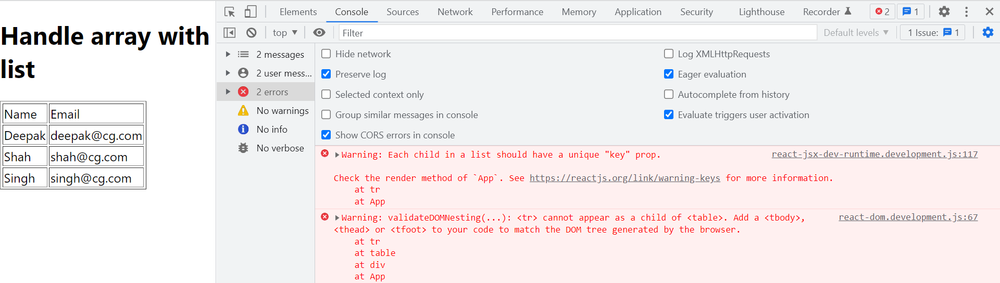 Handle array with
list
Name Email
Deepak deepak@cg.com
Shah shah@cg.com
Singh singh@cg.com
Elements Console Sources Network Performance Memory Application Security Lighthouse Recorder 2 1
top ▼ Filter Default levels ▼ 1 Issue: 1
2 messages
2 user mess...
2 errors
No warnings
No info
No verbose
Hide network Log XMLHttpRequests
Preserve log Eager evaluation
Selected context only Autocomplete from history
Group similar messages in console Evaluate triggers user activation
Show CORS errors in console
Warning: Each child in a list should have a unique "key" prop. react-jsx-dev-runtime.development.js:117
Check the render method of `App`. See https://reactjs.org/link/warning-keys for more information.
at tr
at App
Warning: validateDOMNesting(...): <tr> cannot appear as a child of <table>. Add a <tbody>, react-dom.development.js:67
<thead> or <tfoot> to your code to match the DOM tree generated by the browser.
at tr
at table
at div
at App